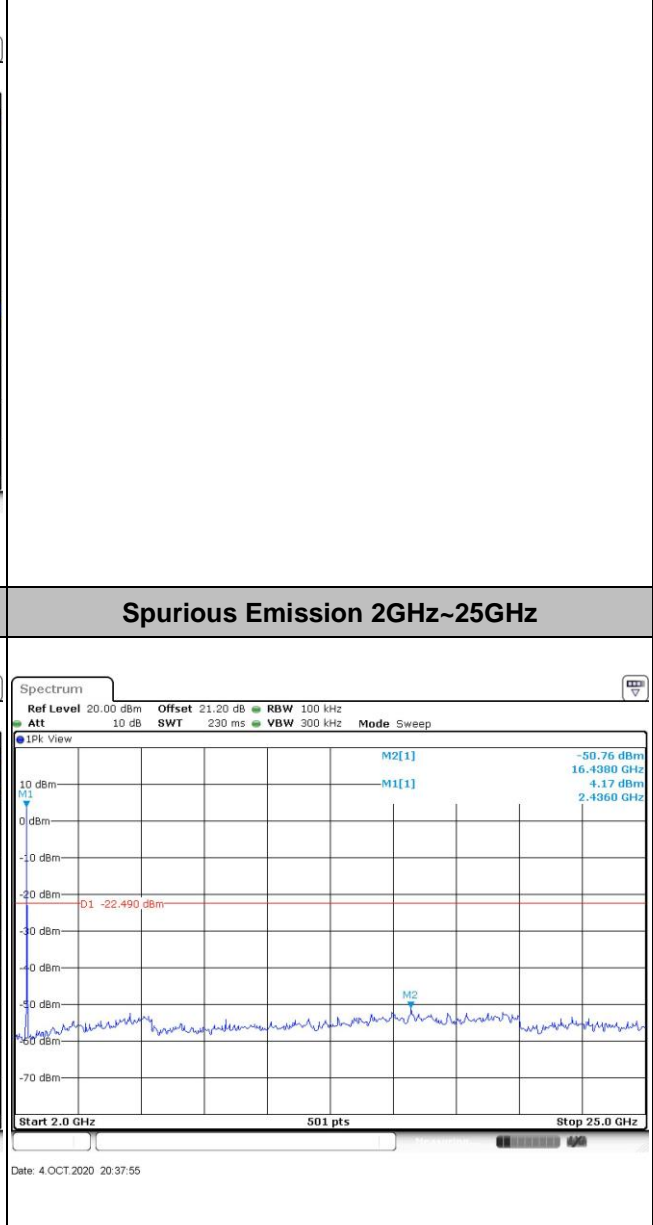 Spurious Emission 2GHz~25GHz
Spectrum
Ref Level 20.00 dBm Offset 21.20 dB RBW 100 kHz
Att 10 dB SWT 230 ms VBW 300 kHz Mode Sweep
1Pk View
M2[1] -50.76 dBm
16.4380 GHz
10 dBm M1[1] 4.17 dBm
M1 2.4360 GHz
0 dBm
-10 dBm
-20 dBm
D1 -22.490 dBm
-30 dBm
-40 dBm
M2
-50 dBm
-60 dBm
-70 dBm
Start 2.0 GHz 501 pts Stop 25.0 GHz
Date: 4.OCT.2020 20:37:55